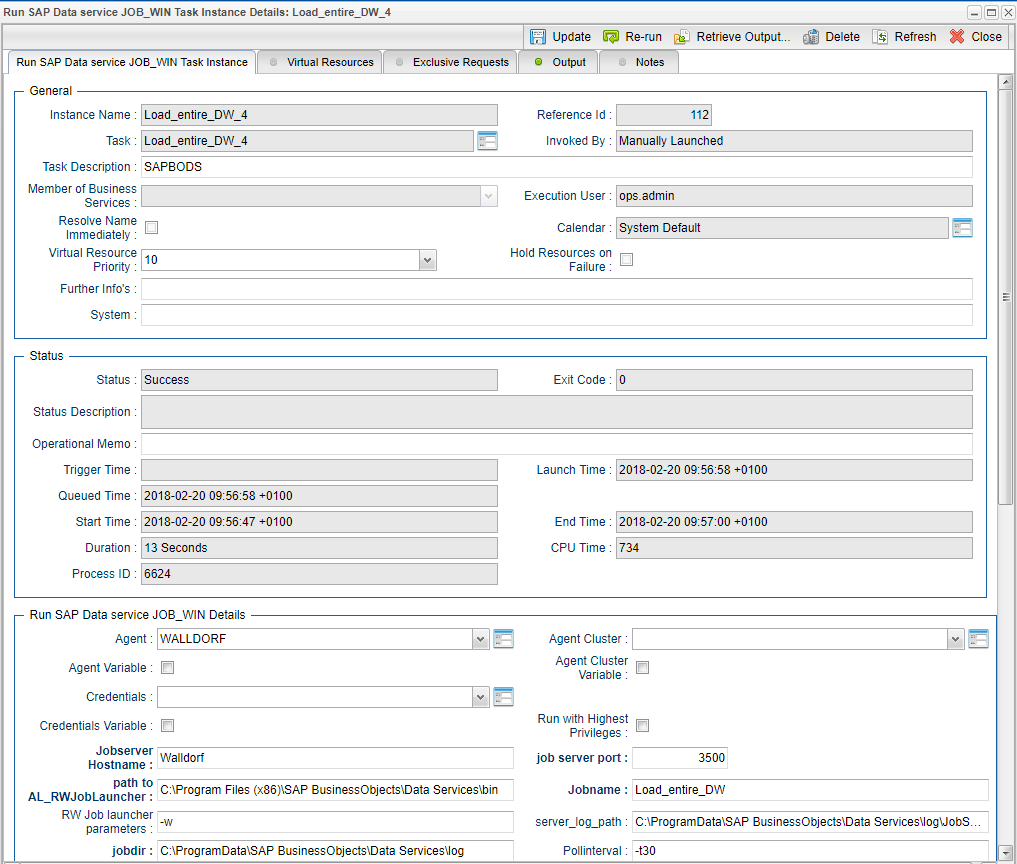 Run SAP Data service JOB_WIN Task Instance Details: Load_entire_DW_4
Update Re-run Retrieve Output... Delete Refresh Close
Run SAP Data service JOB_WIN Task Instance Virtual Resources Exclusive Requests Output Notes
General
Instance Name : Load_entire_DW_4 Reference Id : 112
Task : Load_entire_DW_4 Invoked By : Manually Launched
Task Description : SAPBODS
Member of Business
Services : Execution User : ops.admin
Resolve Name
Immediately : Calendar : System Default
Virtual Resource
Priority : 10 Hold Resources on
Failure :
Further Info's :
System :
Status
Status : Success Exit Code : 0
Status Description :
Operational Memo :
Trigger Time : Launch Time : 2018-02-20 09:56:58 +0100
Queued Time : 2018-02-20 09:56:58 +0100
Start Time : 2018-02-20 09:56:47 +0100 End Time : 2018-02-20 09:57:00 +0100
Duration : 13 Seconds CPU Time : 734
Process ID : 6624
Run SAP Data service JOB_WIN Details
Agent : WALLDORF Agent Cluster :
Agent Variable : Agent Cluster
Variable :
Credentials :
Credentials Variable : Run with Highest
Privileges :
Jobserver
Hostname : Walldorf job server port : 3500
path to
AL_RWJobLauncher : C:\Program Files (x86)\SAP BusinessObjects\Data Services\bin Jobname : Load_entire_DW
RW Job launcher
parameters : -w server_log_path : C:\ProgramData\SAP BusinessObjects\Data Services\log\JobS...
jobdir : C:\ProgramData\SAP BusinessObjects\Data Services\log Pollinterval : -t30